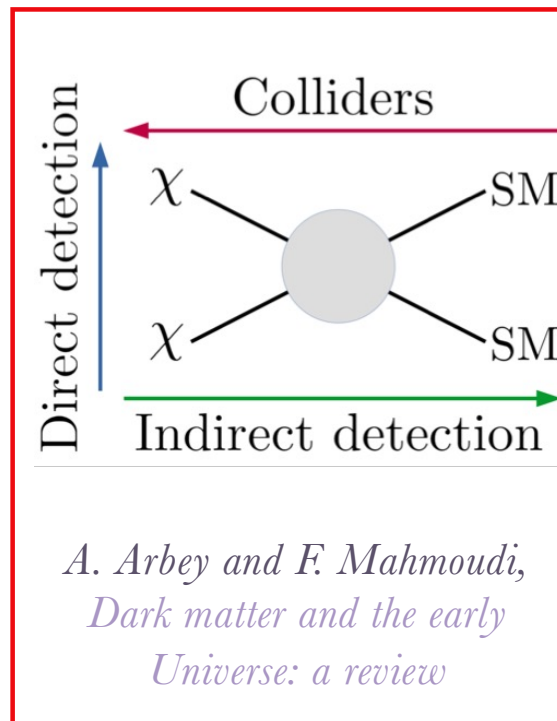 Colliders
Direct detection
χ SM
χ SM
Indirect detection
A. Arbey and F. Mahmoudi,
Dark matter and the early
Universe: a review